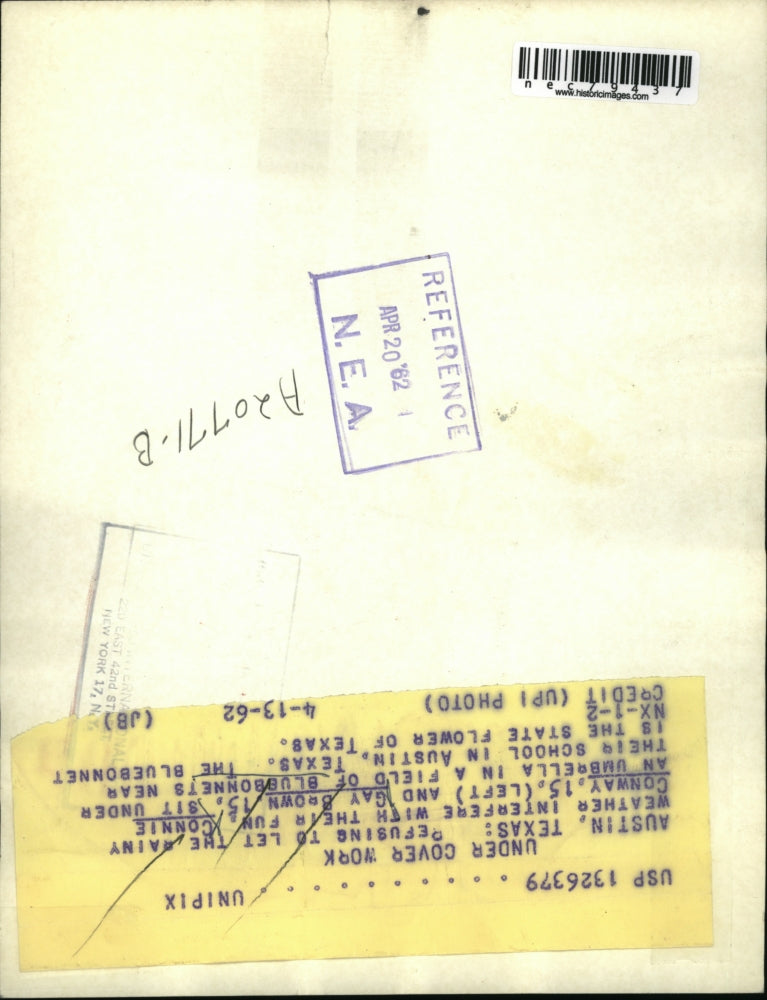 nec79437
www.historicimages.com
REFERENCE
APR 20 '62
N. E. A.
A20771-B
220 EAST 42nd ST
NEW YORK 17, N.Y.
USP 1326379 . . . . . . . . . . UNIPIX
UNDER COVER WORK
AUSTIN, TEXAS: REFUSING TO LET THE RAINY
WEATHER INTERFERE WITH THEIR FUN, CONNIE
CONWAY, 15, (LEFT) AND GAY BROWN, 15, SIT UNDER
AN UMBRELLA IN A FIELD OF BLUEBONNETS NEAR
THEIR SCHOOL IN AUSTIN, TEXAS. THE BLUEBONNET
IS THE STATE FLOWER OF TEXAS.
NX-1-2
CREDIT (UPI PHOTO) 4-13-62 (JB)